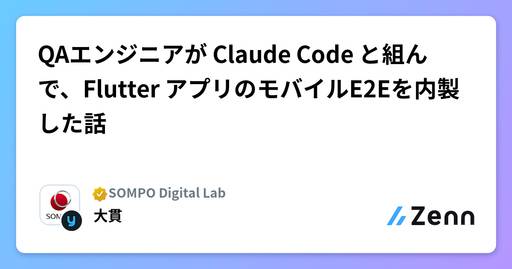 QAエンジニアが Claude Code と組ん
で、Flutter アプリのモバイルE2Eを内製
した話
SOMPO Digital Lab
大貫
Zenn